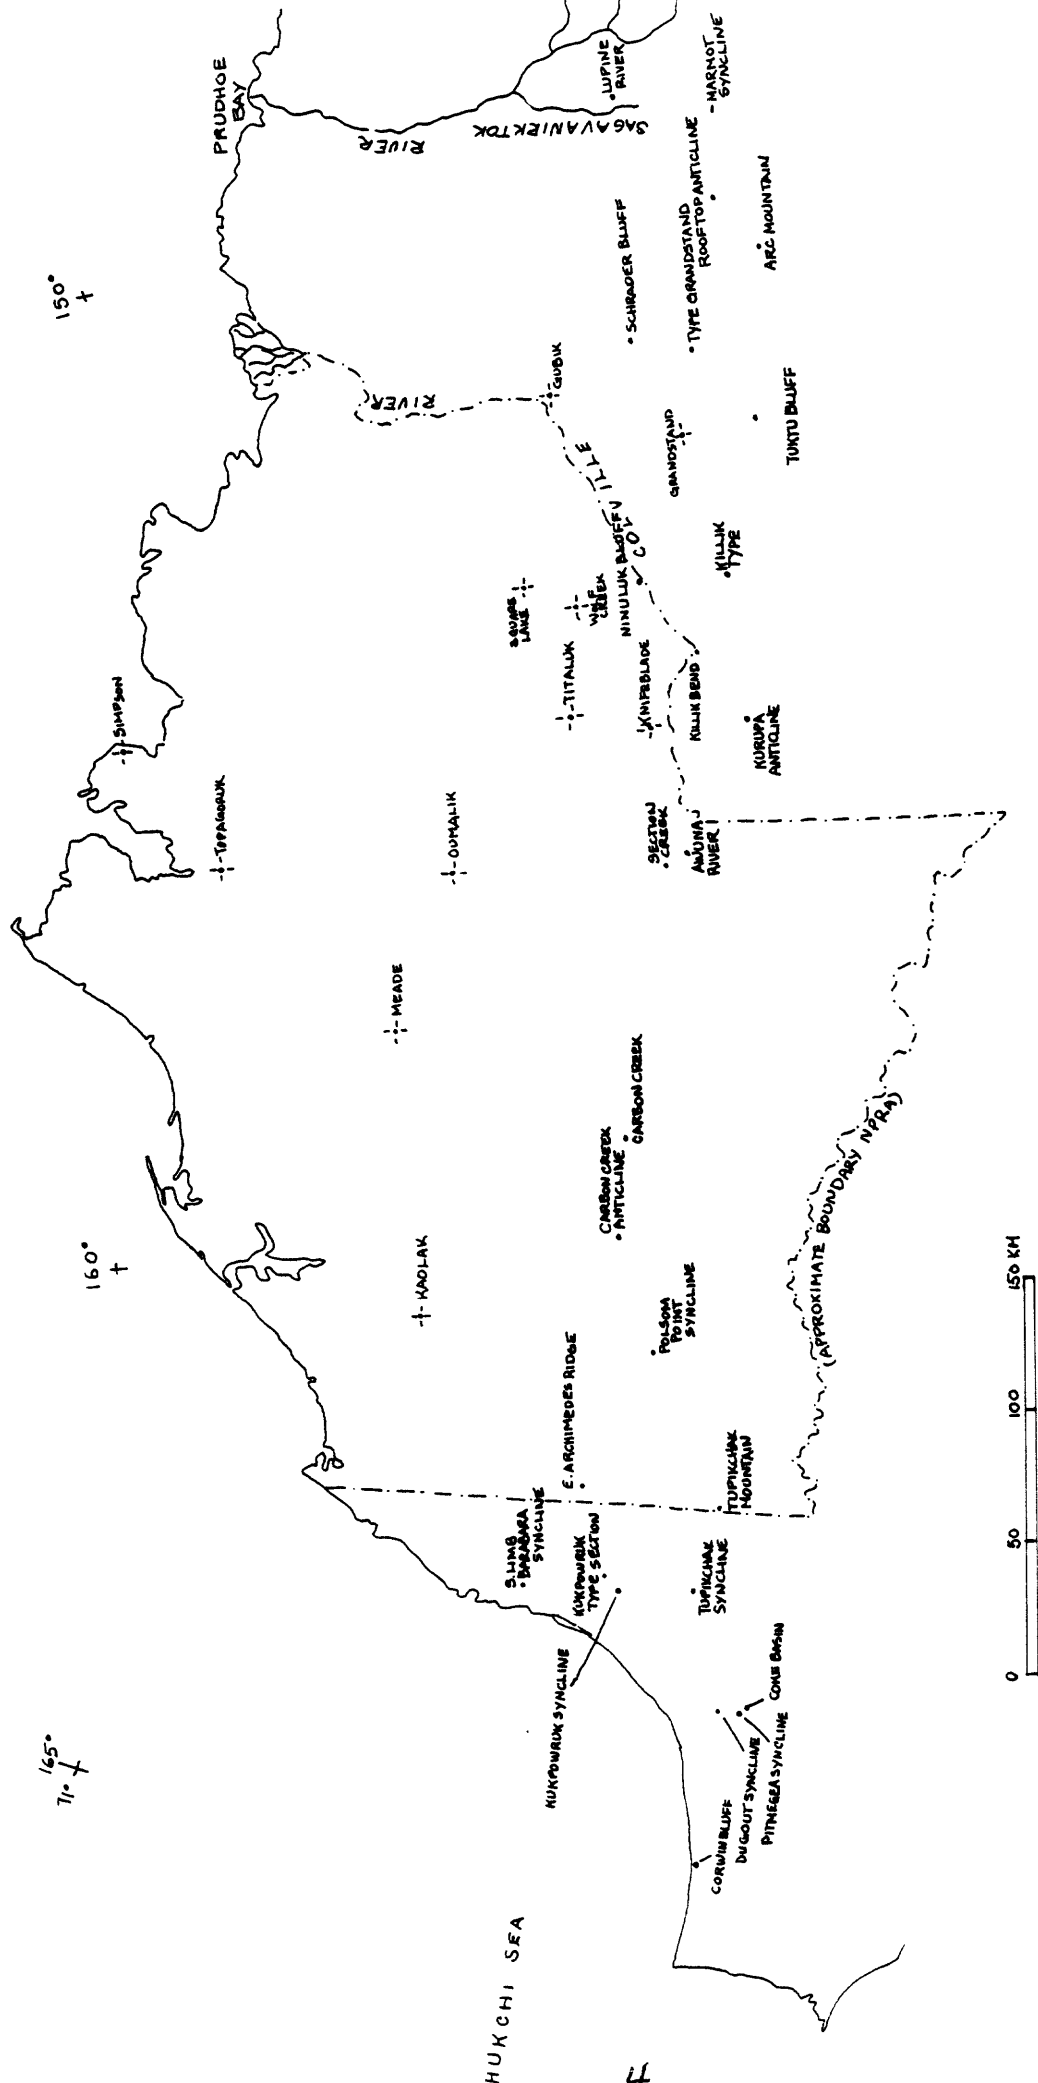 71° 165°
160°
150°
PRUDHOE
BAY
SIMPSON
TOPAGORUK
RIVER
SAGAVANIRKTOK
LUPINE
RIVER
MARMOT
SYNCLINE
RIVER
COLVILLE
GUBIK
SCHRADER BLUFF
TYPE GRANDSTAND
ROOFTOP ANTICLINE
ARC MOUNTAIN
GRANDSTAND
TUKTU BLUFF
SQUARE
LAKE
WOLF
CREEK
NINULUK BLUFF
KILLIK
TYPE
TITALUK
KNIFEBLADE
KILLIK BEND
KURUPA
ANTICLINE
OUMALIK
SECTION
CREEK
AWUNA
RIVER
MEADE
CARBON CREEK
CARBON CREEK
ANTICLINE
KAOLAK
FOLSOM
POINT
SYNCLINE
E. ARCHIMEDES RIDGE
(APPROXIMATE BOUNDARY NPRA)
TUPIKCHAK
MOUNTAIN
S. LIMB
BARABARA
SYNCLINE
KUKPOWRUK
TYPE SECTION
TUPIKCHAK
SYNCLINE
KUKPOWRUK SYNCLINE
COKE BASIN
PITMEGEA SYNCLINE
DUGOUT SYNCLINE
CORWIN BLUFF
HUKCHI SEA
0 50 100 150 KM